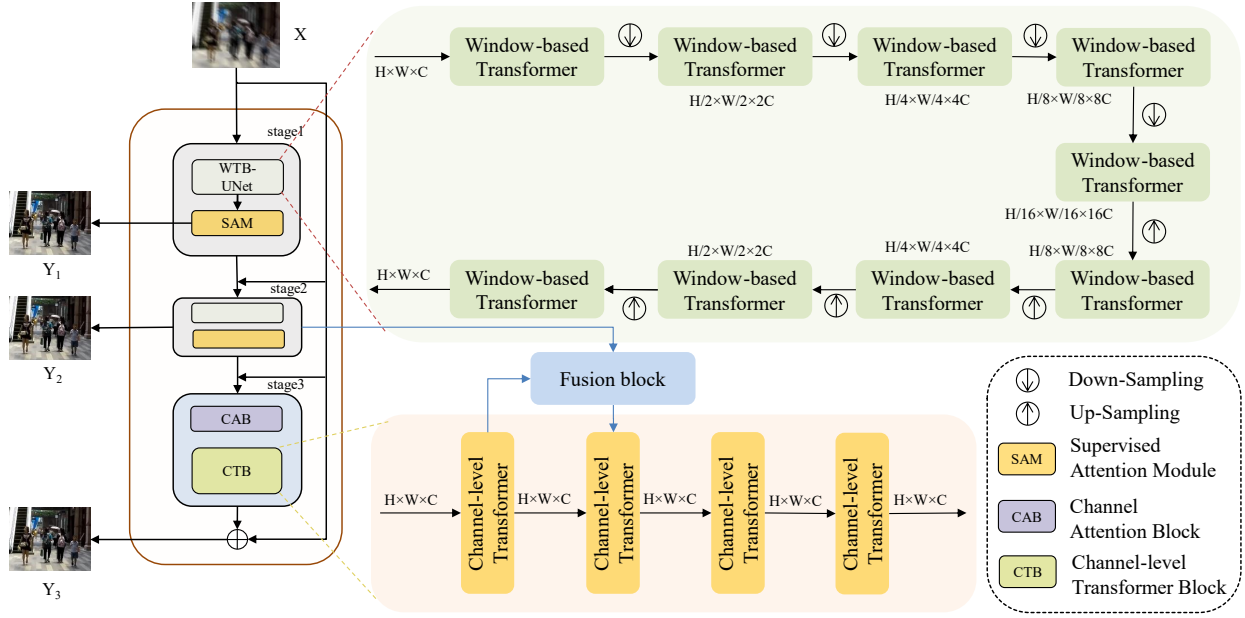 X
stage1
WTB-
UNet
SAM
Y1
stage2
Y2
stage3
CAB
CTB
Y3
H×W×C
Window-based
Transformer
Window-based
Transformer
H/2×W/2×2C
Window-based
Transformer
H/4×W/4×4C
Window-based
Transformer
H/8×W/8×8C
Window-based
Transformer
H/16×W/16×16C
H/8×W/8×8C
Window-based
Transformer
H/4×W/4×4C
Window-based
Transformer
H/2×W/2×2C
Window-based
Transformer
Window-based
Transformer
H×W×C
Fusion block
H×W×C
Channel-level
Transformer
H×W×C
Channel-level
Transformer
H×W×C
Channel-level
Transformer
H×W×C
Channel-level
Transformer
H×W×C
Down-Sampling
Up-Sampling
SAM
Supervised
Attention Module
CAB
Channel
Attention Block
CTB
Channel-level
Transformer Block